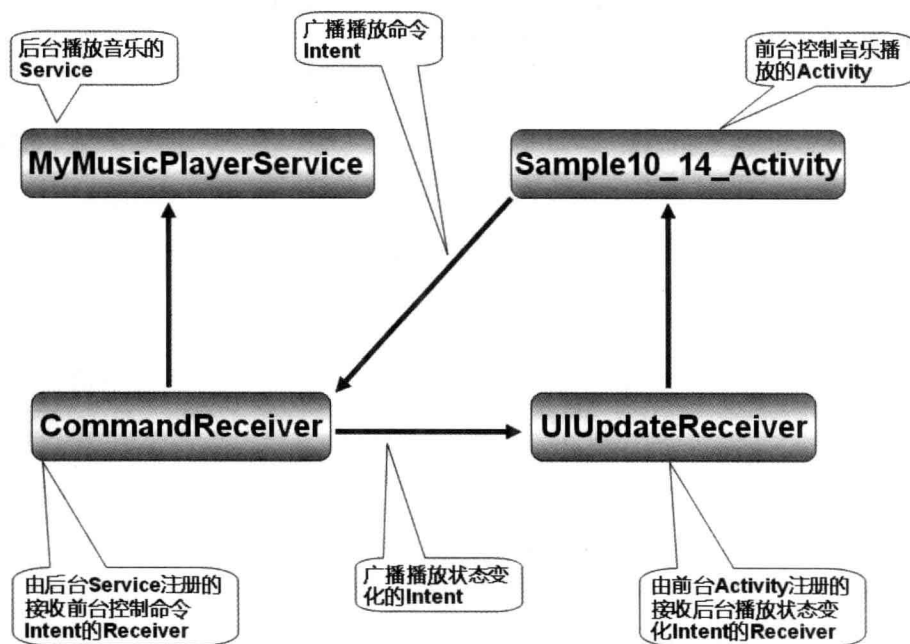 后台播放音乐的
Service
广播播放命令
Intent
前台控制音乐播
放的Activity
MyMusicPlayerService
Sample10_14_Activity
CommandReceiver
UIUpdateReceiver
由后台Service注册的
接收前台控制命令
Intent的Receiver
广播播放状态变
化的Intent
由前台Activity注册的
接收后台播放状态变
化Intent的Receiver